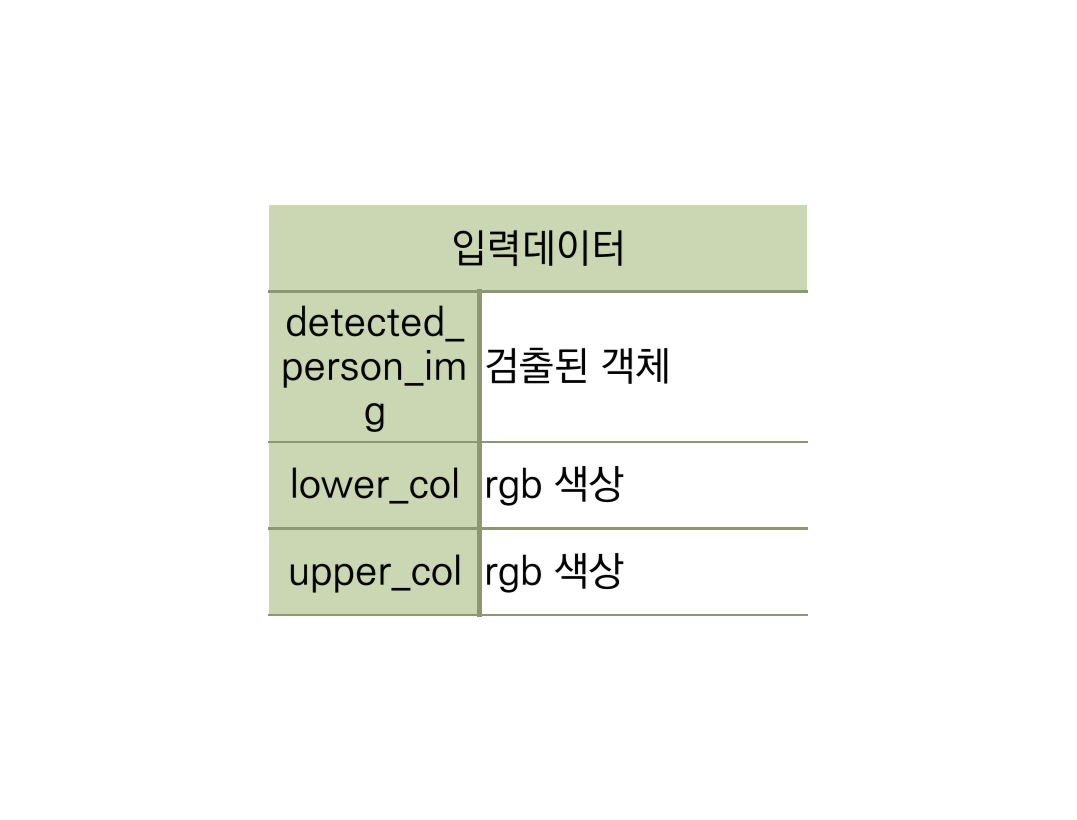 입력데이터
detected_
person_im
g
검출된 객체
lower_col
rgb 색상
upper_col
rgb 색상